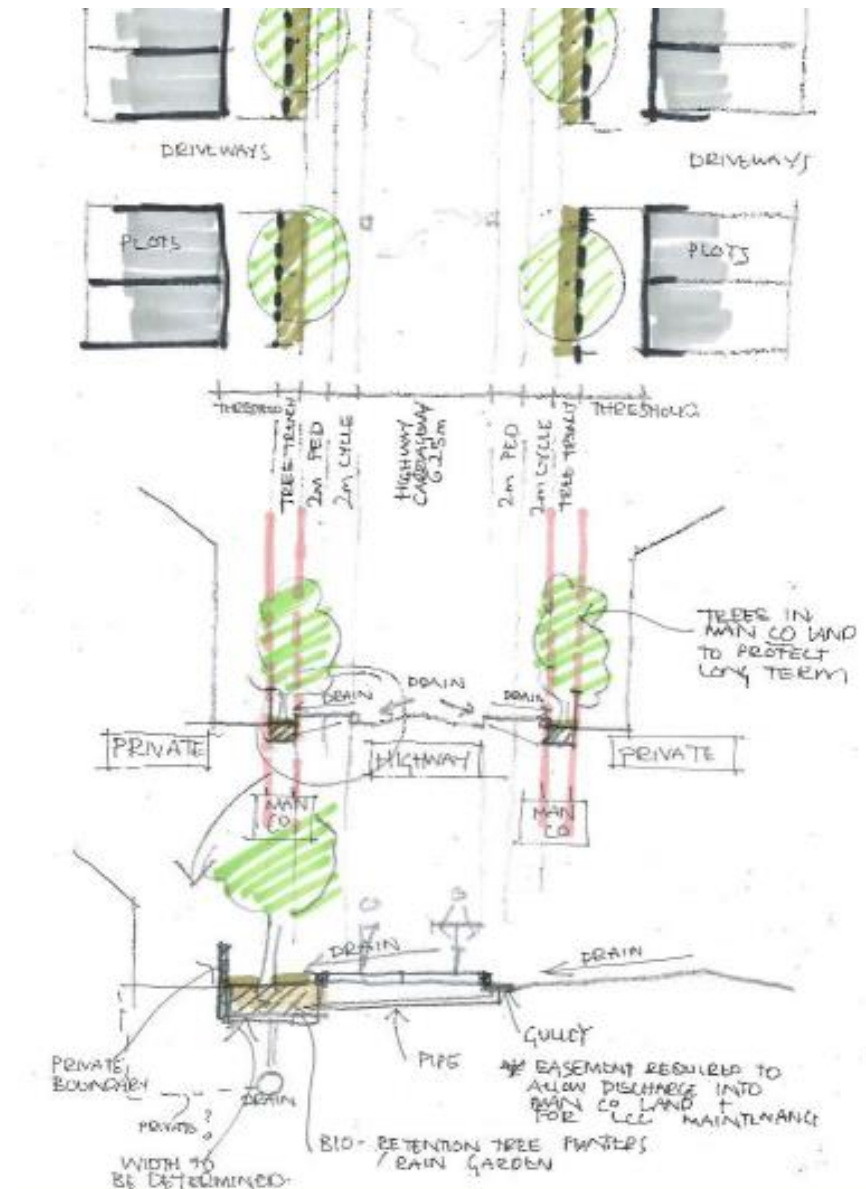 DRIVEWAYS
DRIVEWAYS
PLOTS
PLOTS
THRESHOLD
TREE TRENCH
2m PED
2m CYCLE
HIGHWAY
CARRIAGEWAY
6.25m
2m PED
2m CYCLE
TREE TRENCH
THRESHOLD
TREES IN
MAN CO LAND
TO PROTECT
LONG TERM
DRAIN
DRAIN
DRAIN
PRIVATE
HIGHWAY
PRIVATE
MAN
CO
MAN
CO
DRAIN
DRAIN
GULLEY
PIPE
PRIVATE
BOUNDARY
DRAIN
PRIVATE?
EASEMENT REQUIRED TO
ALLOW DISCHARGE INTO
MAN CO LAND +
FOR LCC MAINTENANCE
BIO-RETENTION TREE PLANTERS
/ RAIN GARDEN
WIDTH TO
BE DETERMINED.